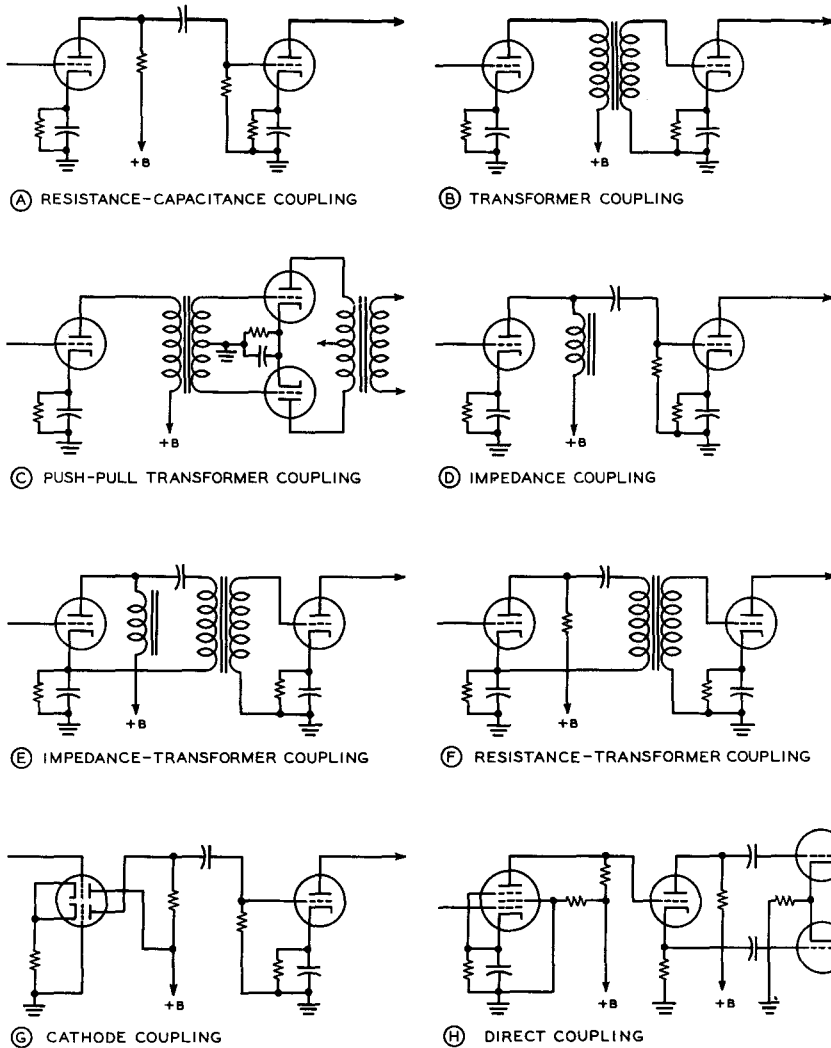 +B
Ⓐ RESISTANCE-CAPACITANCE COUPLING
+B
Ⓑ TRANSFORMER COUPLING
+B
Ⓒ PUSH-PULL TRANSFORMER COUPLING
+B
Ⓓ IMPEDANCE COUPLING
+B
Ⓔ IMPEDANCE-TRANSFORMER COUPLING
+B
Ⓕ RESISTANCE-TRANSFORMER COUPLING
+B
Ⓖ CATHODE COUPLING
+B +B
Ⓗ DIRECT COUPLING